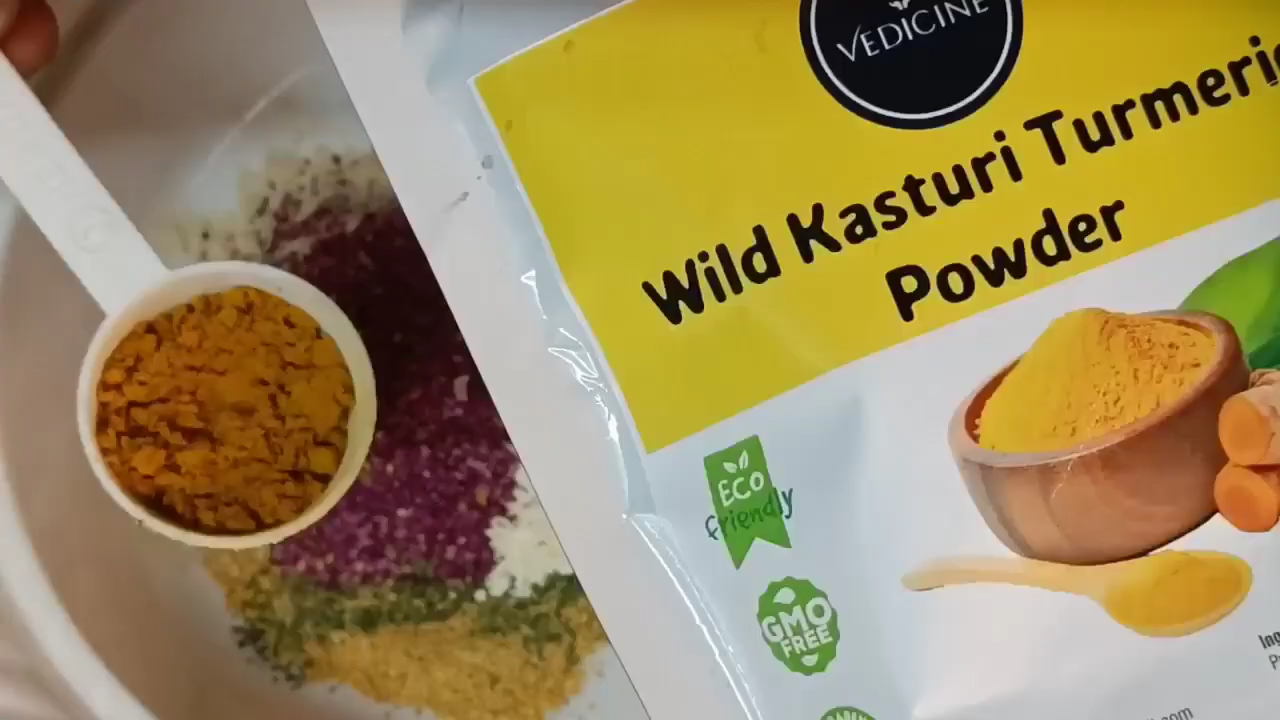 VEDICINE
Wild Kasturi Turmeric
Powder
ECO
friendly
GMO
FREE